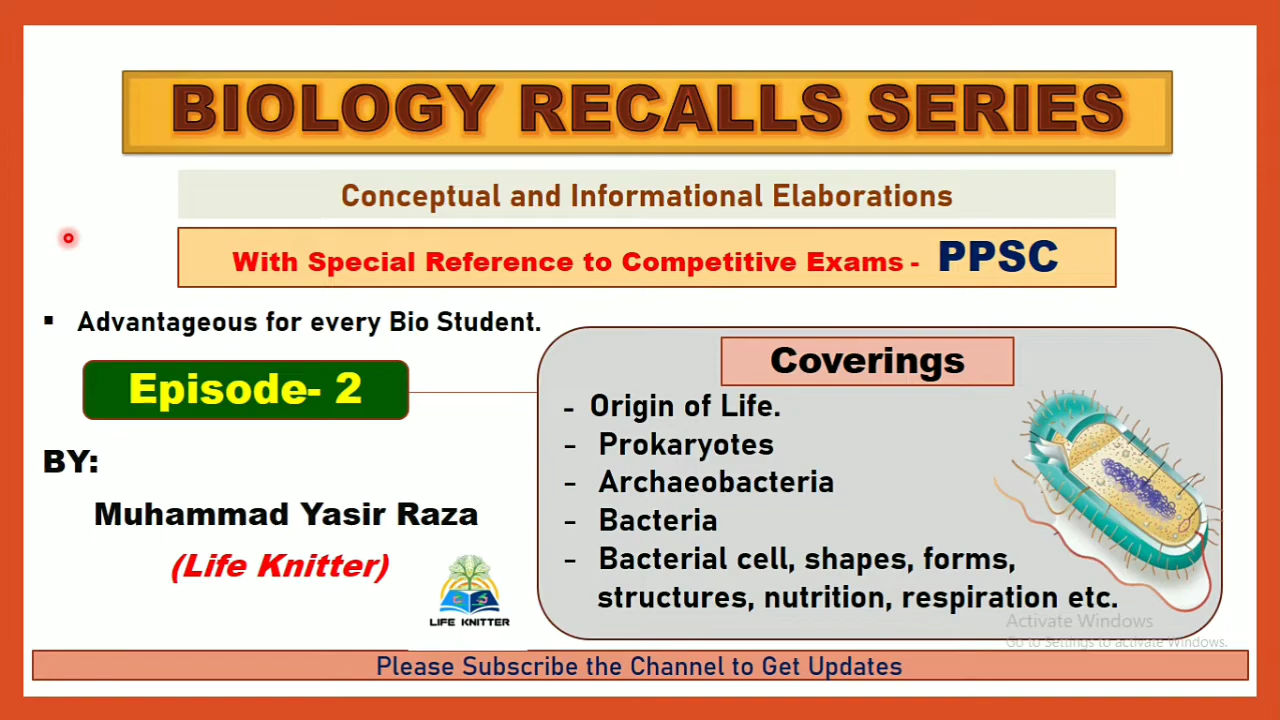 BIOLOGY RECALLS SERIES
Conceptual and Informational Elaborations
With Special Reference to Competitive Exams - PPSC
▪ Advantageous for every Bio Student.
Episode- 2
BY:
Muhammad Yasir Raza
(Life Knitter)
LIFE KNITTER
Coverings
- Origin of Life.
- Prokaryotes
- Archaeobacteria
- Bacteria
- Bacterial cell, shapes, forms,
structures, nutrition, respiration etc.
Activate Windows
Go to Settings to activate Windows.
Please Subscribe the Channel to Get Updates